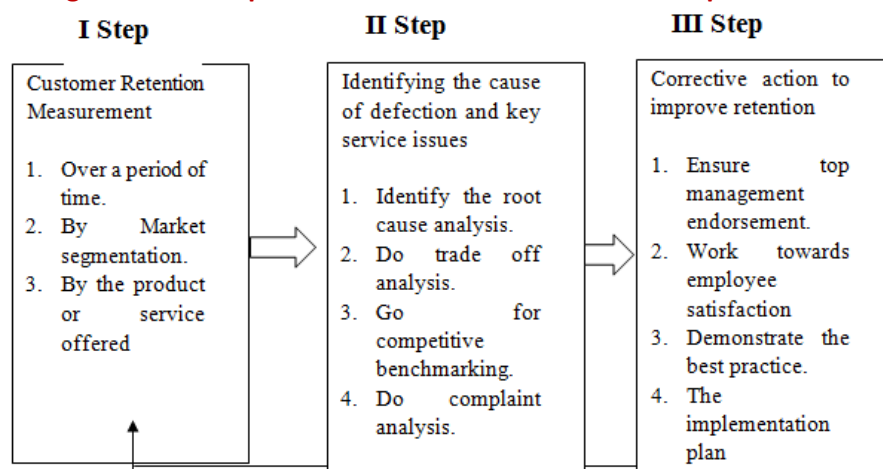 I Step
Customer Retention
Measurement
1. Over a period of
time.
2. By Market
segmentation.
3. By the product
or service
offered
II Step
Identifying the cause
of defection and key
service issues
1. Identify the root
cause analysis.
2. Do trade off
analysis.
3. Go for
competitive
benchmarking.
4. Do complaint
analysis.
III Step
Corrective action to
improve retention
1. Ensure top
management
endorsement.
2. Work towards
employee
satisfaction
3. Demonstrate the
best practice.
4. The
implementation
plan